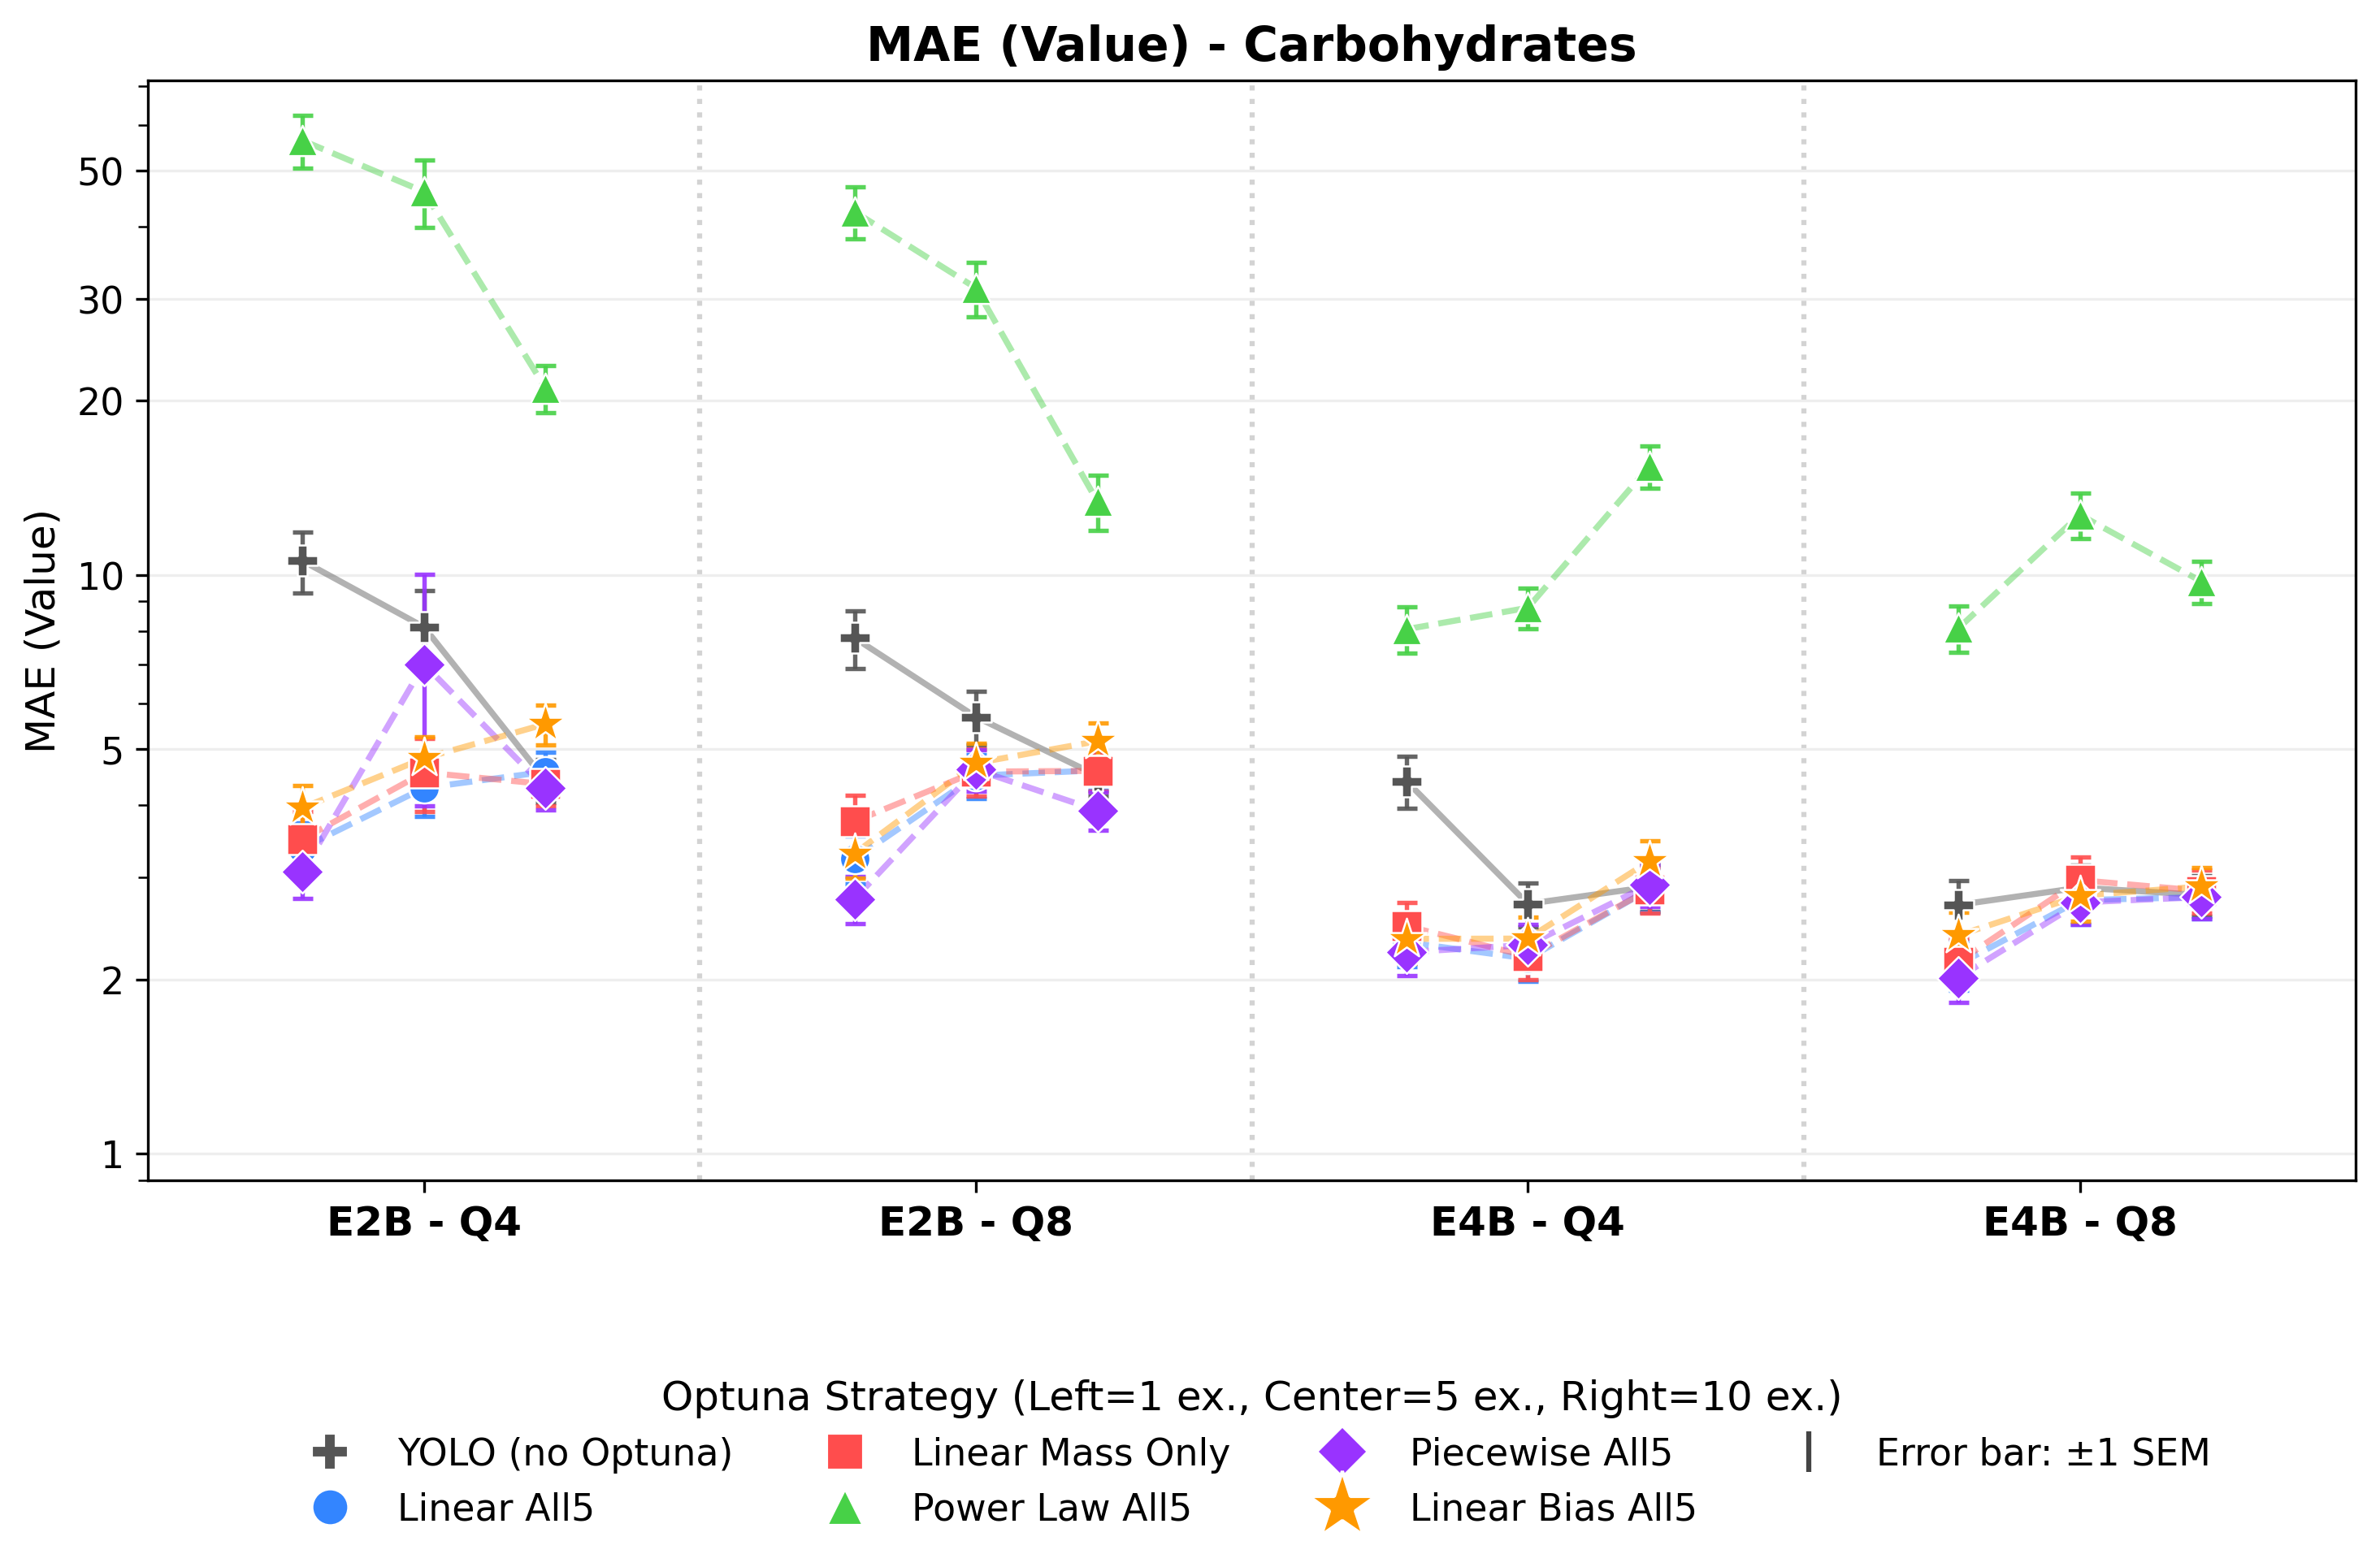 MAE (Value) - Carbohydrates
MAE (Value)
50
30
20
10
5
2
1
E2B - Q4
E2B - Q8
E4B - Q4
E4B - Q8
Optuna Strategy (Left=1 ex., Center=5 ex., Right=10 ex.)
YOLO (no Optuna)
Linear All5
Linear Mass Only
Power Law All5
Piecewise All5
Linear Bias All5
Error bar: ±1 SEM